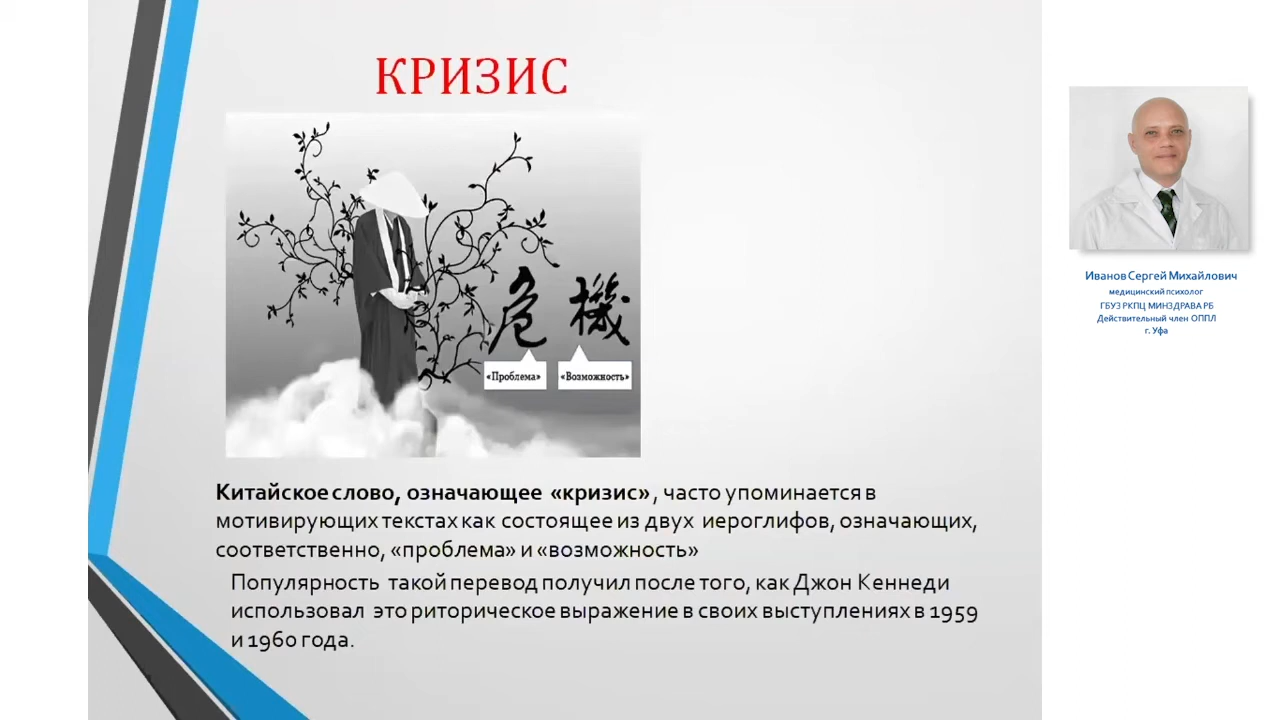 КРИЗИС
危 機
«Проблема» «Возможность»
Китайское слово, означающее «кризис» , часто упоминается в
мотивирующих текстах как состоящее из двух иероглифов, означающих,
соответственно, «проблема» и «возможность»
Популярность такой перевод получил после того, как Джон Кеннеди
использовал это риторическое выражение в своих выступлениях в 1959
и 1960 года.
Иванов Сергей Михайлович
медицинский психолог
ГБУЗ РКПЦ МИНЗДРАВА РБ
Действительный член ОППЛ
г. Уфа